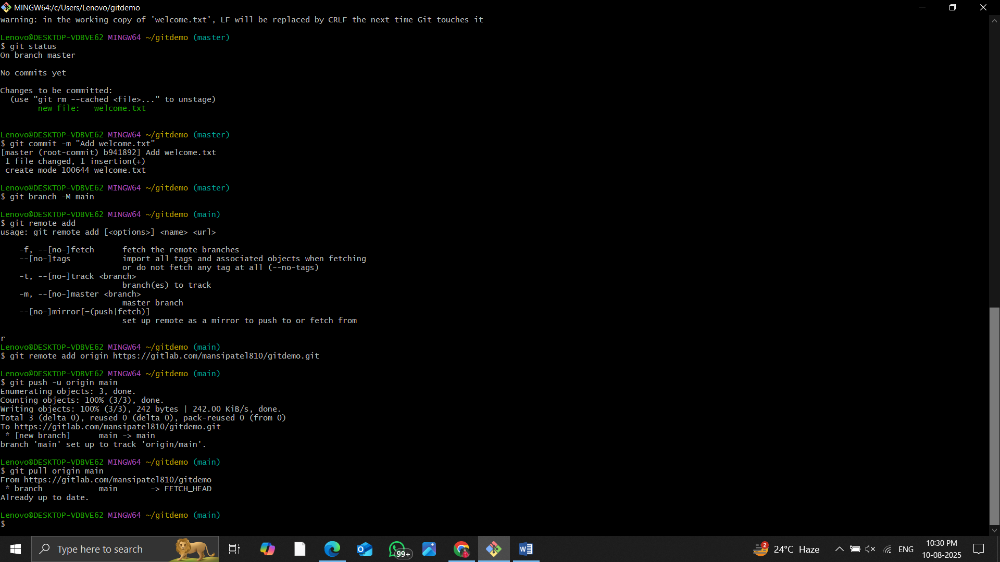 MINGW64:/c/Users/Lenovo/gitdemo
warning: in the working copy of 'welcome.txt', LF will be replaced by CRLF the next time Git touches it
Lenovo@DESKTOP-VDBVE62 MINGW64 ~/gitdemo (master)
$ git status
On branch master
No commits yet
Changes to be committed:
  (use "git rm --cached <file>..." to unstage)
        new file:   welcome.txt
Lenovo@DESKTOP-VDBVE62 MINGW64 ~/gitdemo (master)
$ git commit -m "Add welcome.txt"
[master (root-commit) b941892] Add welcome.txt
 1 file changed, 1 insertion(+)
 create mode 100644 welcome.txt
Lenovo@DESKTOP-VDBVE62 MINGW64 ~/gitdemo (master)
$ git branch -M main
Lenovo@DESKTOP-VDBVE62 MINGW64 ~/gitdemo (main)
$ git remote add
usage: git remote add [<options>] <name> <url>
    -f, --[no-]fetch      fetch the remote branches
    --[no-]tags           import all tags and associated objects when fetching
                          or do not fetch any tag at all (--no-tags)
    -t, --[no-]track <branch>
                          branch(es) to track
    -m, --[no-]master <branch>
                          master branch
    --[no-]mirror[=(push|fetch)]
                          set up remote as a mirror to push to or fetch from
r
Lenovo@DESKTOP-VDBVE62 MINGW64 ~/gitdemo (main)
$ git remote add origin https://gitlab.com/mansipatel810/gitdemo.git
Lenovo@DESKTOP-VDBVE62 MINGW64 ~/gitdemo (main)
$ git push -u origin main
Enumerating objects: 3, done.
Counting objects: 100% (3/3), done.
Writing objects: 100% (3/3), 242 bytes | 242.00 KiB/s, done.
Total 3 (delta 0), reused 0 (delta 0), pack-reused 0 (from 0)
To https://gitlab.com/mansipatel810/gitdemo.git
 * [new branch]      main -> main
branch 'main' set up to track 'origin/main'.
Lenovo@DESKTOP-VDBVE62 MINGW64 ~/gitdemo (main)
$ git pull origin main
From https://gitlab.com/mansipatel810/gitdemo
 * branch            main       -> FETCH_HEAD
Already up to date.
Lenovo@DESKTOP-VDBVE62 MINGW64 ~/gitdemo (main)
$
Type here to search
99+
2
24°C Haze
ENG
10:30 PM
10-08-2025